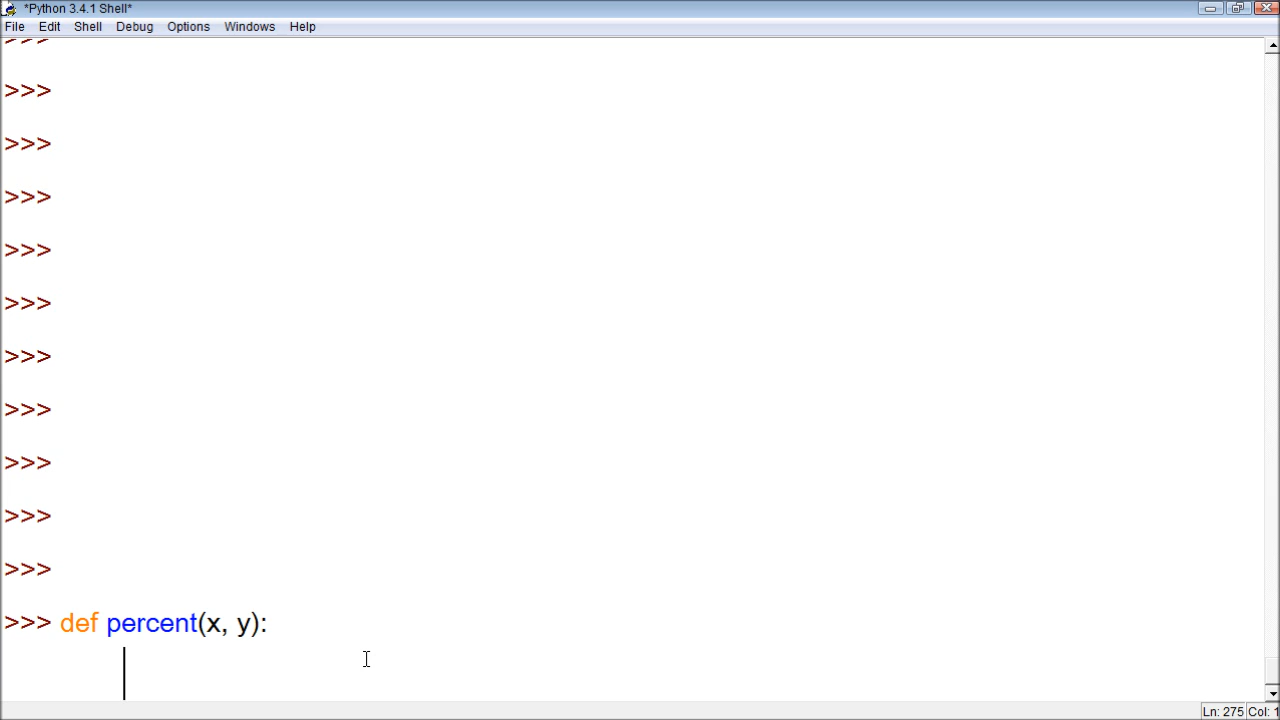 *Python 3.4.1 Shell*
File Edit Shell Debug Options Windows Help
>>>
>>>
>>>
>>>
>>>
>>>
>>>
>>>
>>>
>>>
>>>
>>> def percent(x, y):
Ln: 275 Col: 1